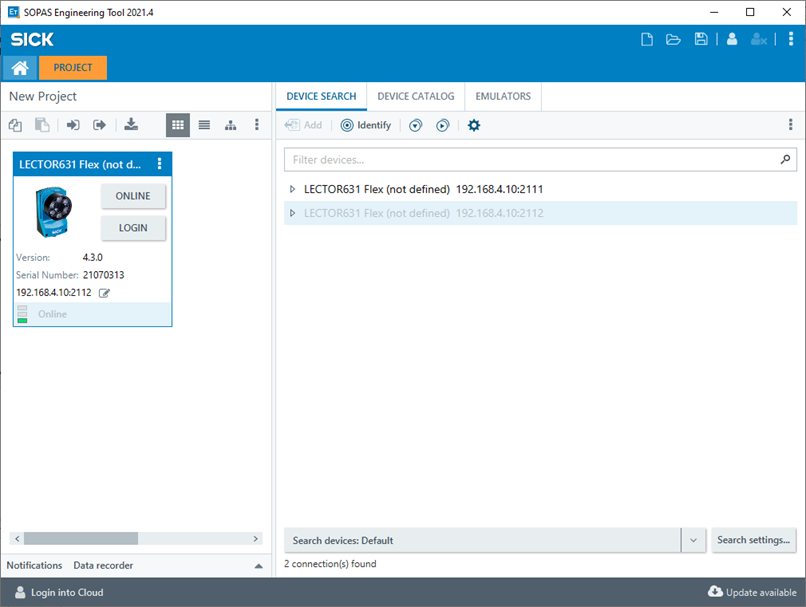 SOPAS Engineering Tool 2021.4
SICK
PROJECT
New Project
LECTOR631 Flex (not d...
ONLINE
SICK
LOGIN
Version: 4.3.0
Serial Number: 21070313
192.168.4.10:2112
Online
Notifications Data recorder
DEVICE SEARCH DEVICE CATALOG EMULATORS
Add Identify
Filter devices...
LECTOR631 Flex (not defined) 192.168.4.10:2111
LECTOR631 Flex (not defined) 192.168.4.10:2112
Search devices: Default Search settings...
2 connection(s) found
Login into Cloud Update available